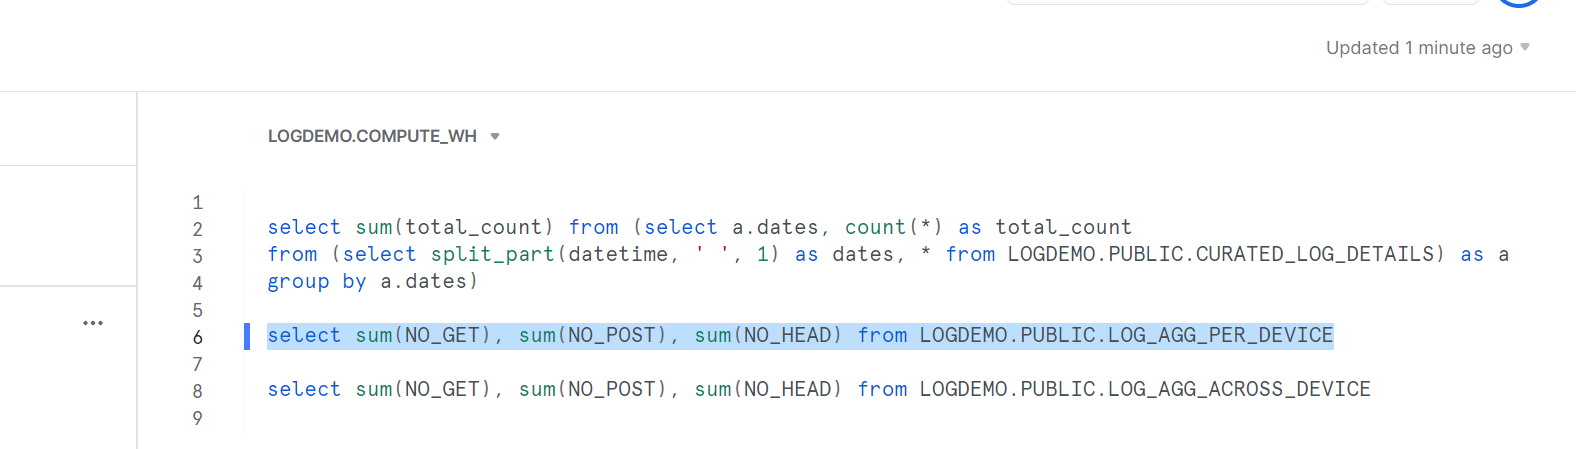 Updated 1 minute ago
LOGDEMO.COMPUTE_WH
1
2 select sum(total_count) from (select a.dates, count(*) as total_count
3 from (select split_part(datetime, ' ', 1) as dates, * from LOGDEMO.PUBLIC.CURATED_LOG_DETAILS) as a
4 group by a.dates)
5
6 select sum(NO_GET), sum(NO_POST), sum(NO_HEAD) from LOGDEMO.PUBLIC.LOG_AGG_PER_DEVICE
7
8 select sum(NO_GET), sum(NO_POST), sum(NO_HEAD) from LOGDEMO.PUBLIC.LOG_AGG_ACROSS_DEVICE
9